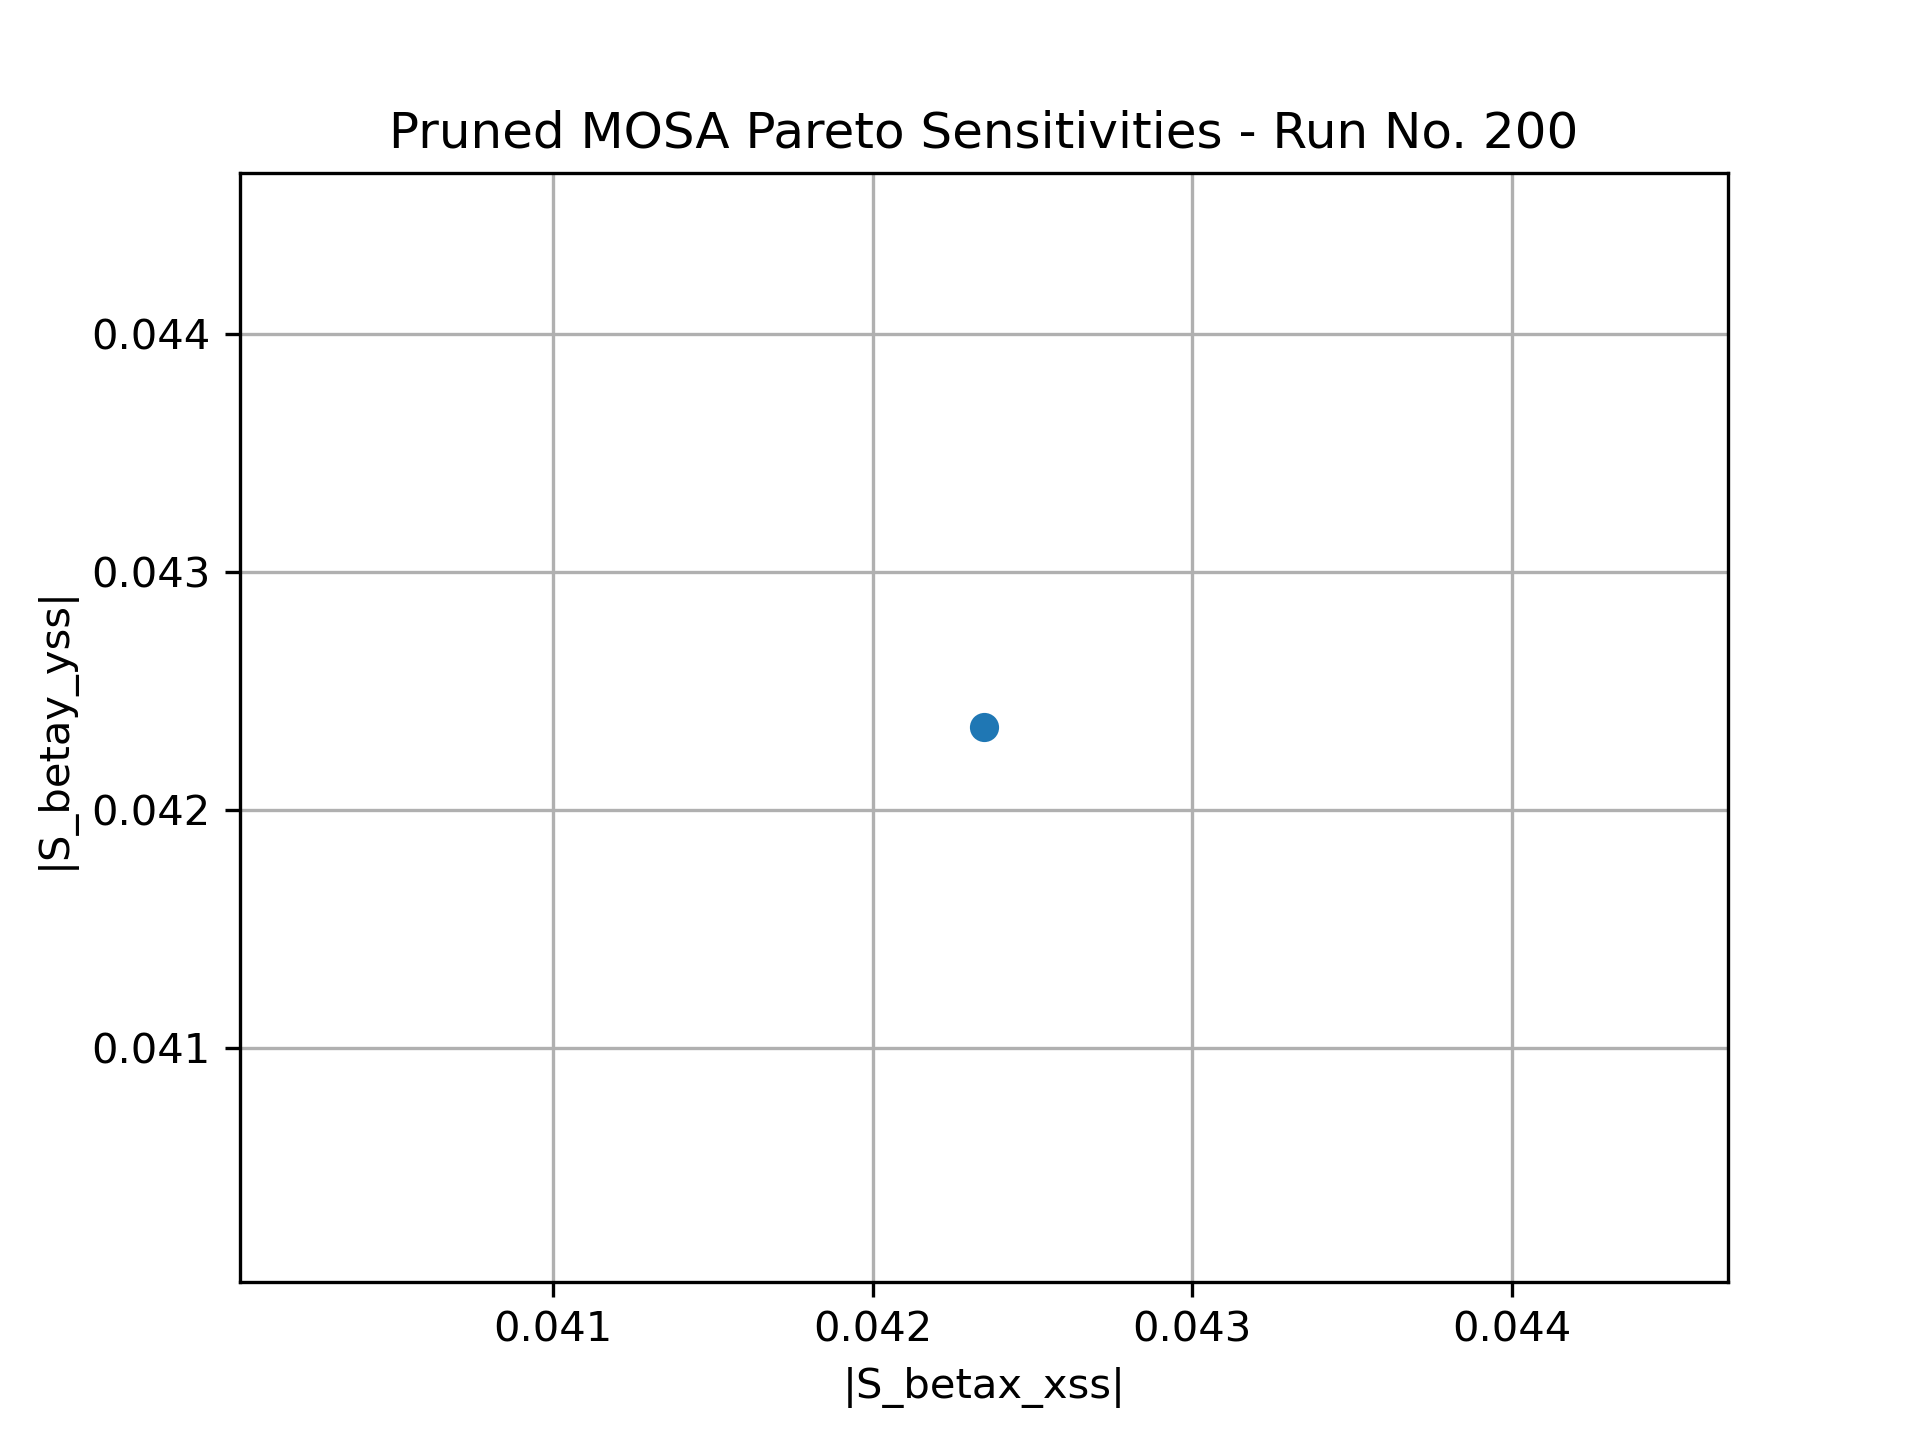 Pruned MOSA Pareto Sensitivities - Run No. 200
|S_betay_yss|
0.044
0.043
0.042
0.041
0.041 0.042 0.043 0.044
|S_betax_xss|